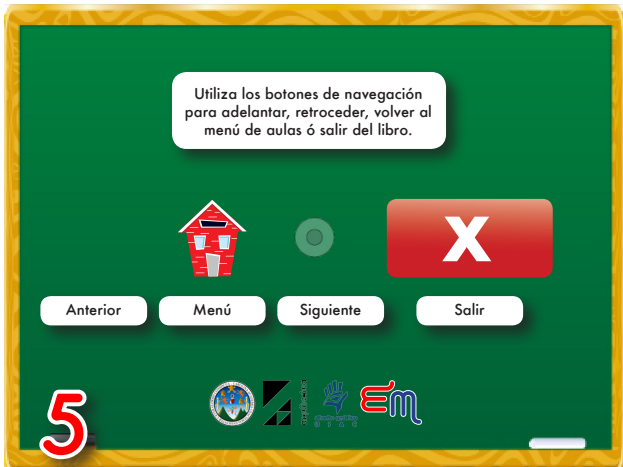 Utiliza los botones de navegación
para adelantar, retroceder, volver al
menú de aulas ó salir del libro.
X
Anterior
Menú
Siguiente
Salir
5
em